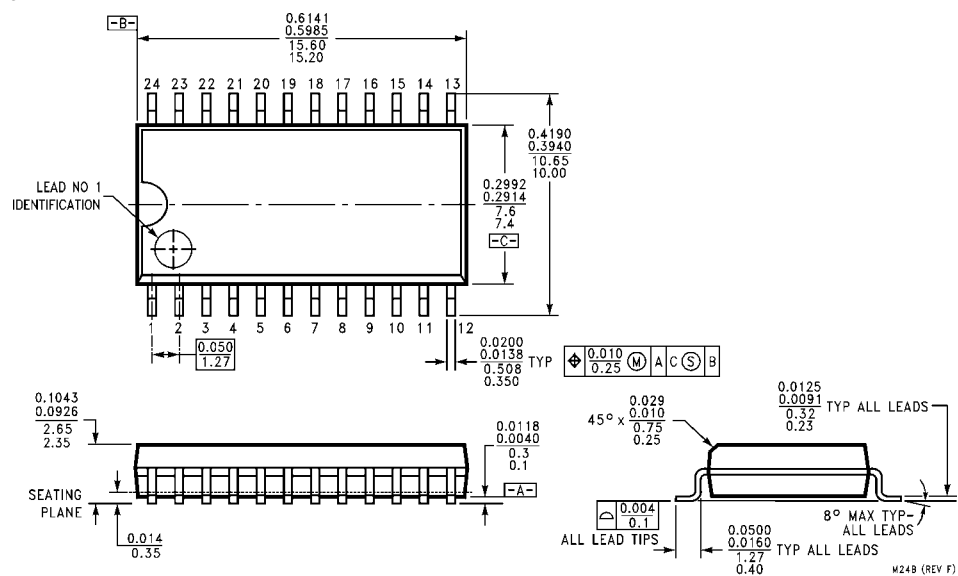 -B-
0.6141
0.5985
15.60
15.20
24 23 22 21 20 19 18 17 16 15 14 13
0.4190
0.3940
10.65
10.00
LEAD NO 1
IDENTIFICATION
0.2992
0.2914
7.6
7.4
-C-
1 2 3 4 5 6 7 8 9 10 11 12
0.050
1.27
0.0200
0.0138
0.508
0.350
TYP
⌖ 0.010 0.25 Ⓜ A C Ⓢ B
0.1043
0.0926
2.65
2.35
0.0118
0.0040
0.3
0.1
-A-
SEATING
PLANE
0.014
0.35
45° x
0.029
0.010
0.75
0.25
0.0125
0.0091
0.32
0.23
TYP ALL LEADS
0.004
0.1
ALL LEAD TIPS
0.0500
0.0160
1.27
0.40
TYP ALL LEADS
8° MAX TYP-
ALL LEADS
M24B (REV F)